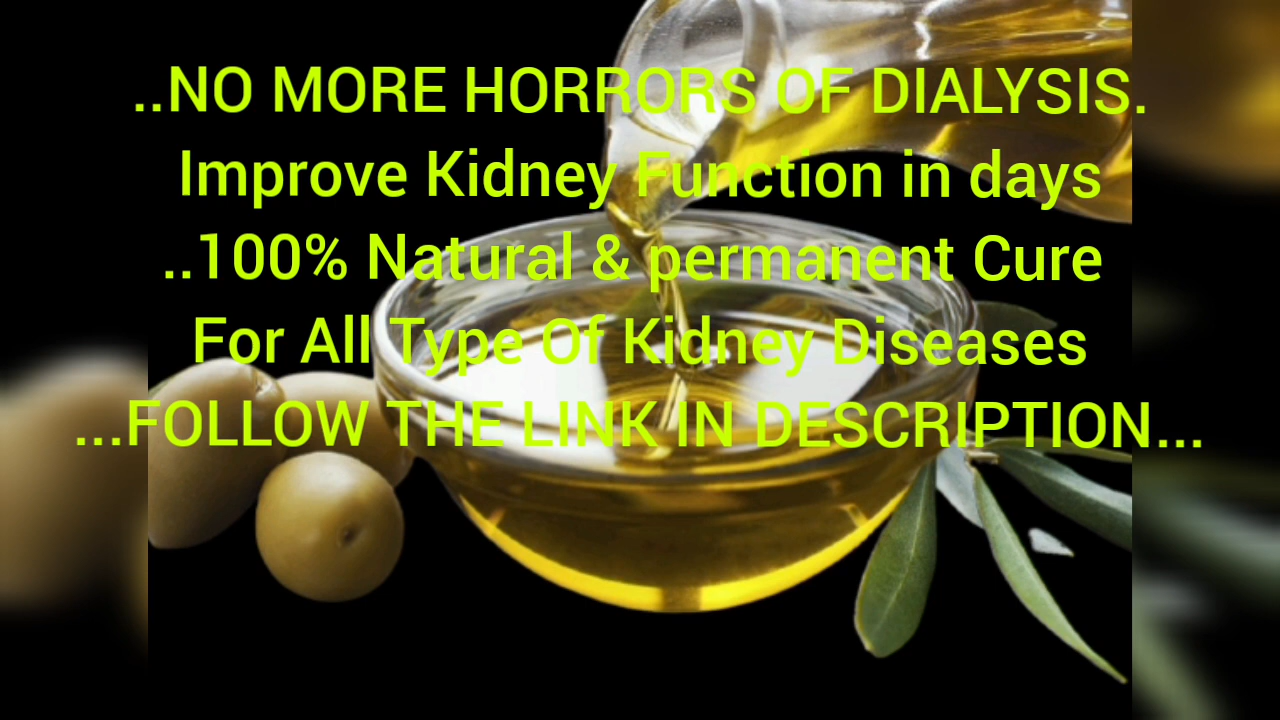 ..NO MORE HORRORS OF DIALYSIS.
Improve Kidney Function in days
..100% Natural & permanent Cure
For All Type Of Kidney Diseases
...FOLLOW THE LINK IN DESCRIPTION...